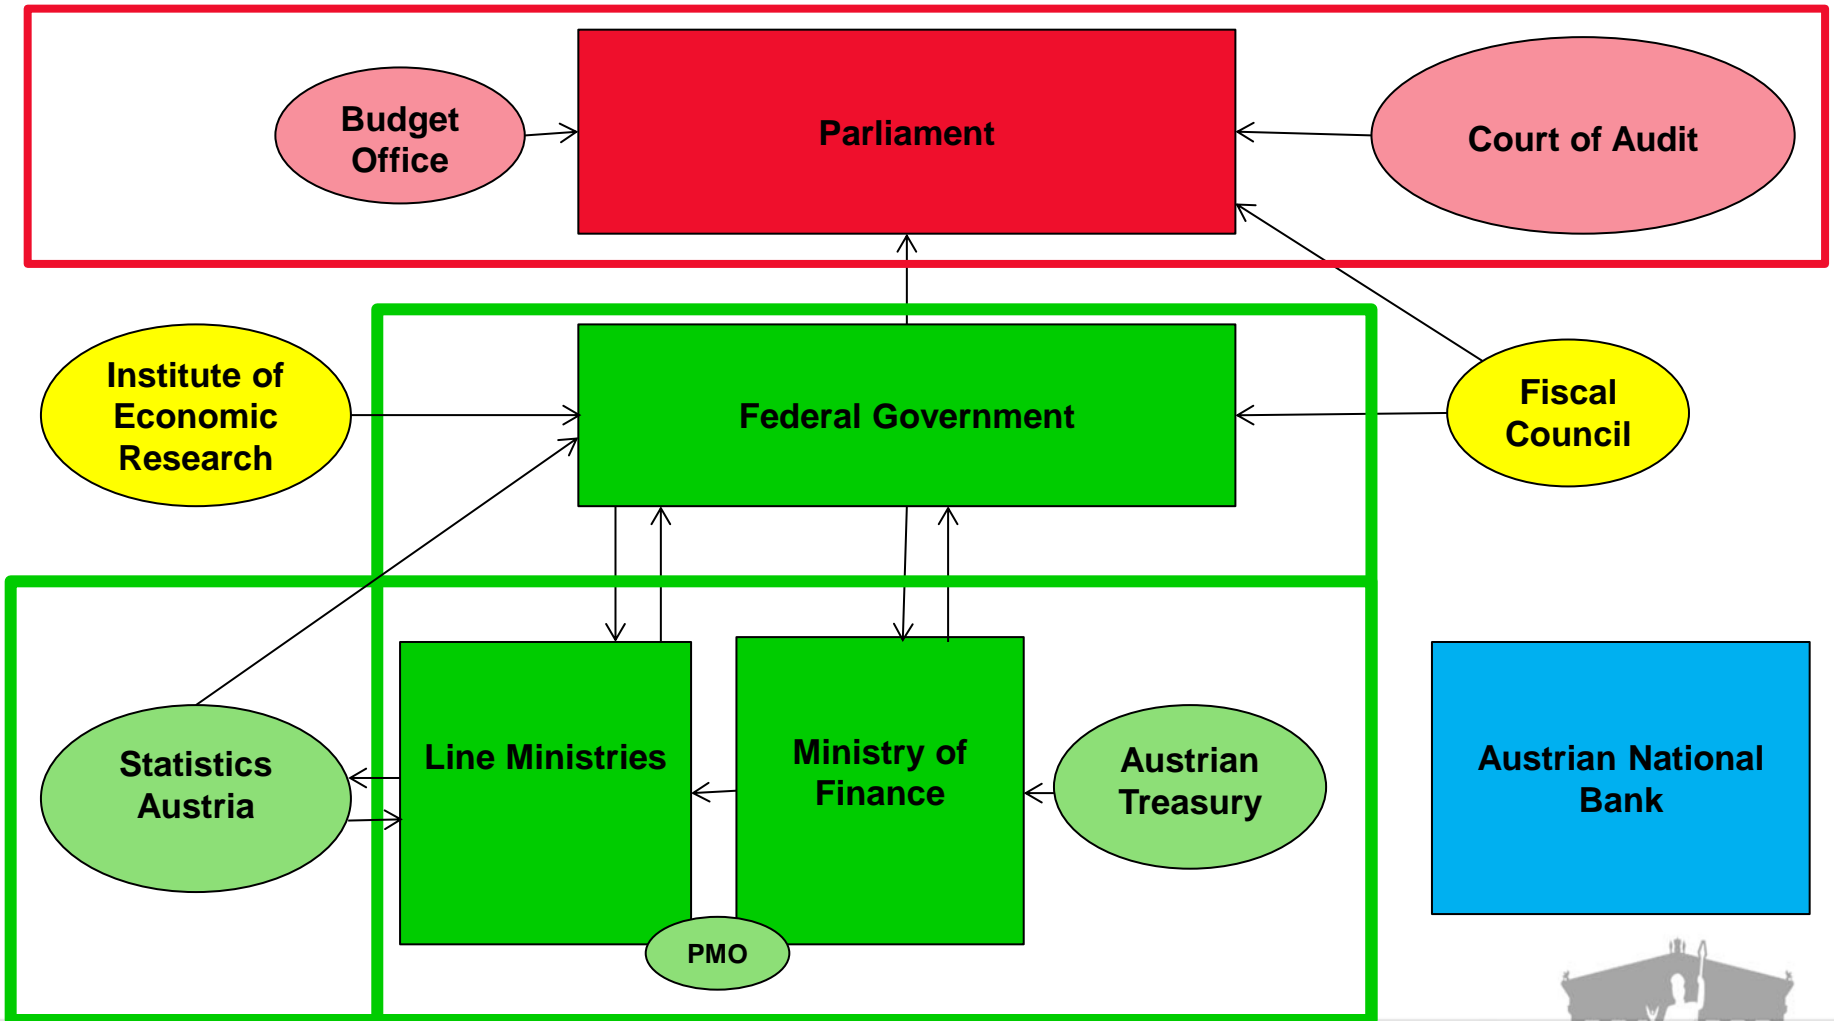 Budget
Office
Parliament
Court of Audit
Institute of
Economic
Research
Federal Government
Fiscal
Council
Statistics
Austria
Line Ministries
Ministry of
Finance
Austrian
Treasury
Austrian National
Bank
PMO